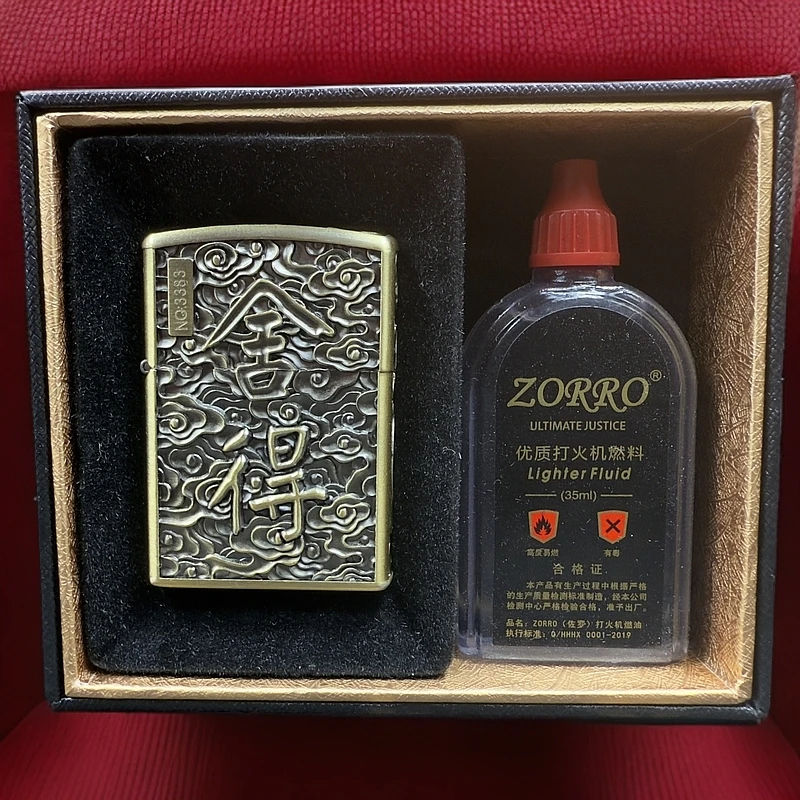 NO:3383
舍
得
ZORRO®
ULTIMATE JUSTICE
优质打火机燃料
Lighter Fluid
(35ml)
高度易燃
有毒
合格证
本产品有生产过程中根据严格
的生产质量检测标准制造,经本公司
检测中心严格检验合格,准予出厂。
品名:ZORRO(佐罗)打火机燃油
执行标准:Q/HHHX 0001-2019